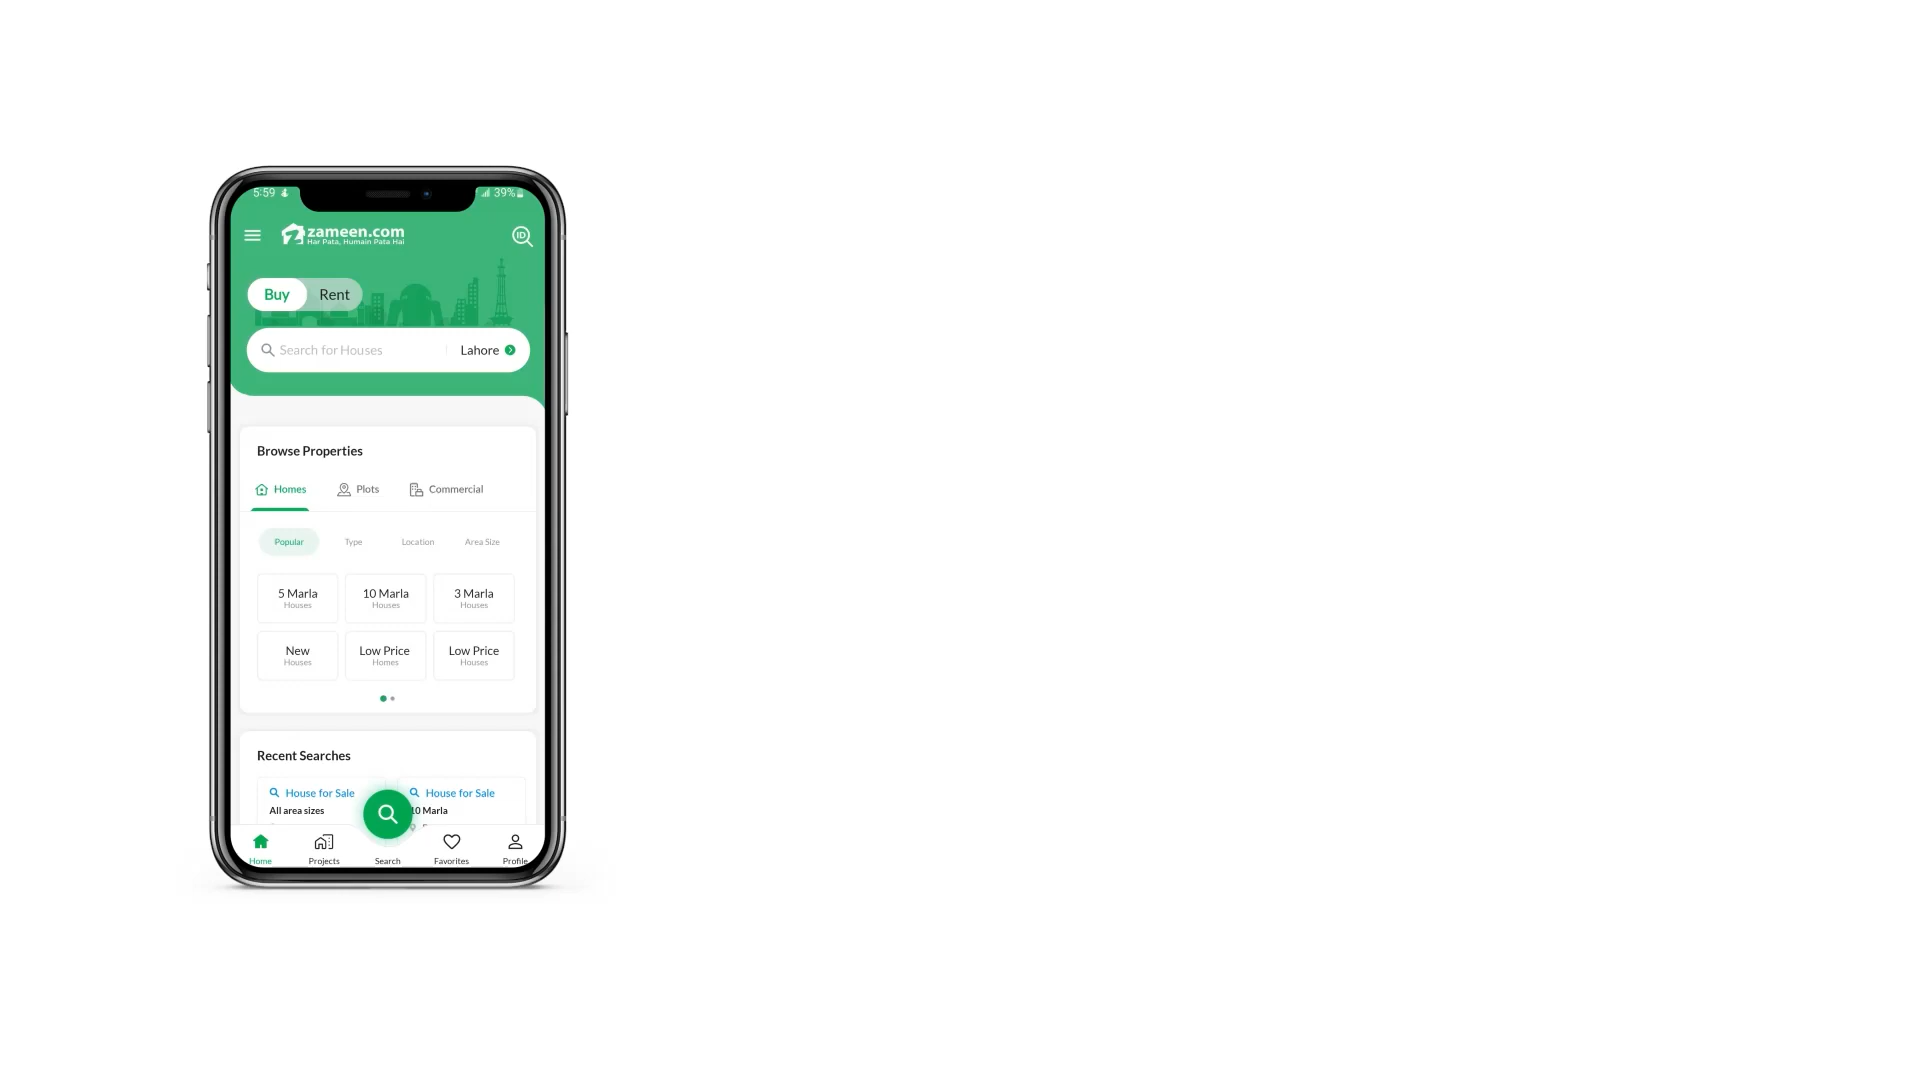 5:59
39%
zameen.com
Har Pata, Humain Pata Hai
ID
Buy Rent
Search for Houses Lahore
Browse Properties
Homes Plots Commercial
Popular Type Location Area Size
5 Marla 10 Marla 3 Marla
Houses Houses Houses
New Low Price Low Price
Houses Homes Houses
Recent Searches
House for Sale House for Sale
All area sizes 10 Marla
Home Projects Search Favorites Profile